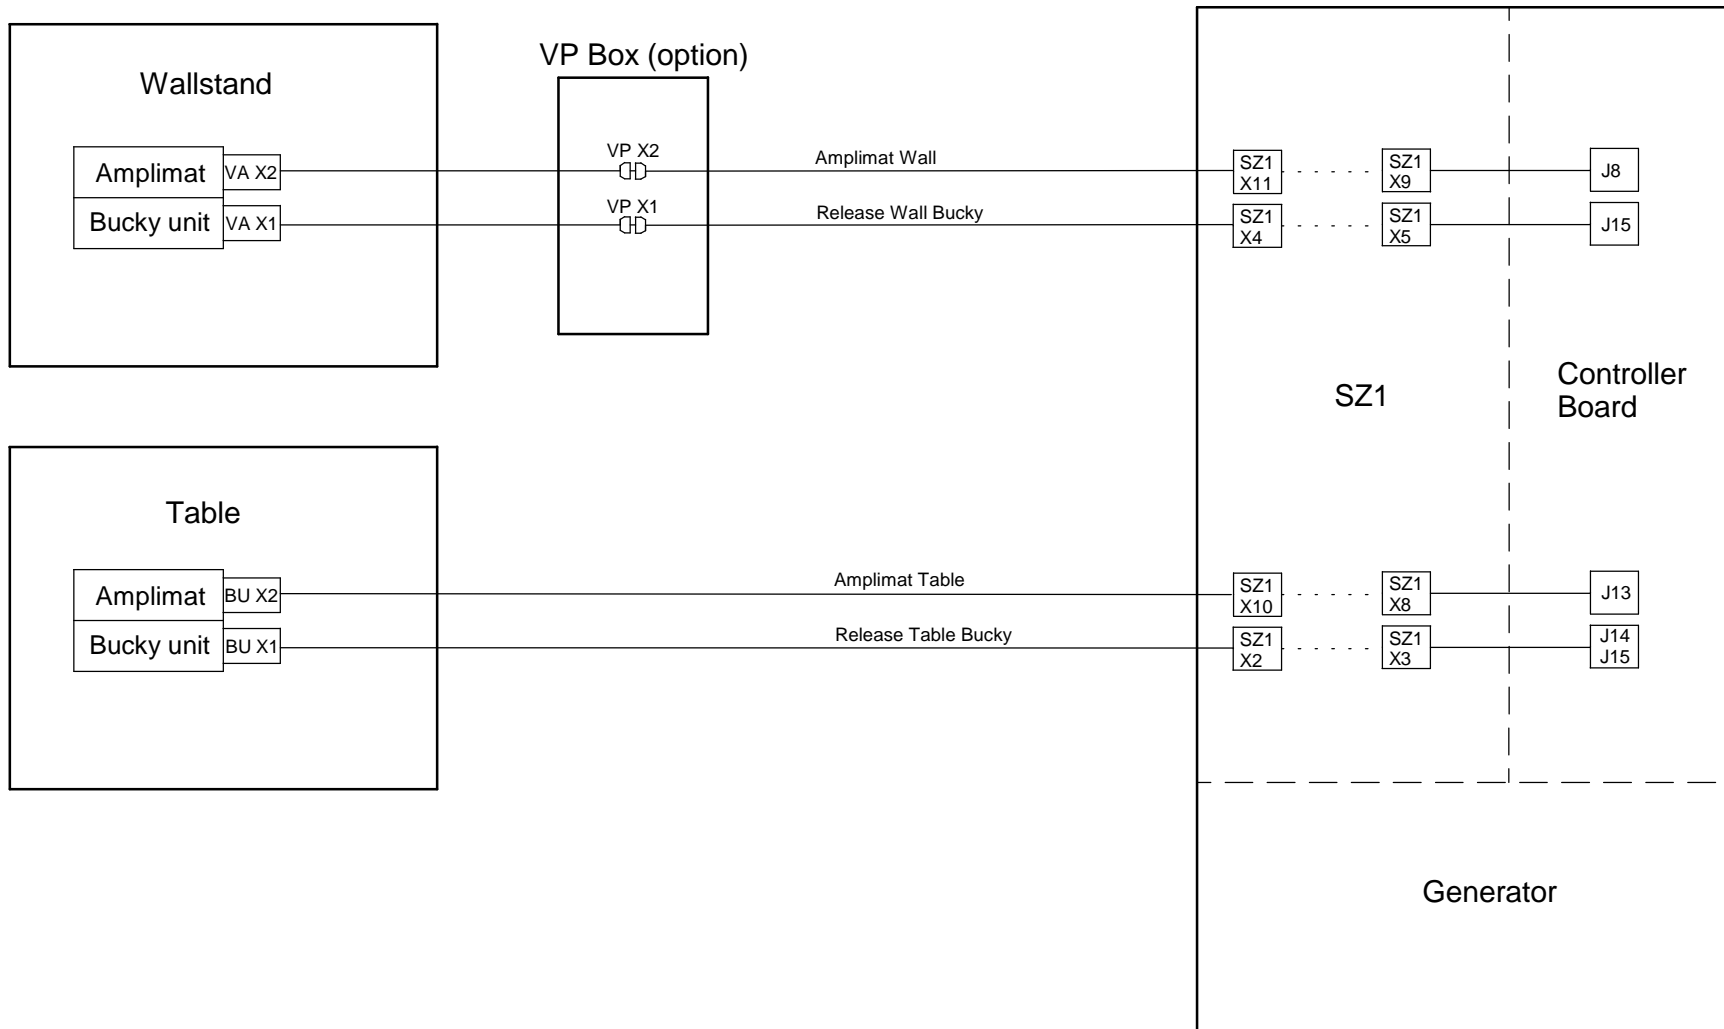 VP Box (option)
Wallstand
Amplimat
VA X2
VP X2
Amplimat Wall
SZ1
X11
SZ1
X9
J8
Bucky unit
VA X1
VP X1
Release Wall Bucky
SZ1
X4
SZ1
X5
J15
SZ1
Controller
Board
Table
Amplimat
BU X2
Amplimat Table
SZ1
X10
SZ1
X8
J13
Bucky unit
BU X1
Release Table Bucky
SZ1
X2
SZ1
X3
J14
J15
Generator